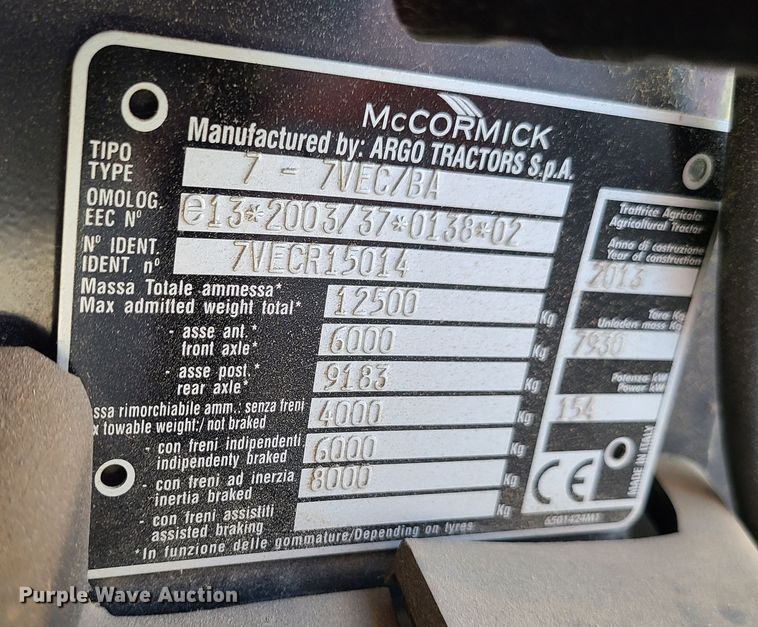 McCORMICK
Manufactured by: ARGO TRACTORS S.p.A.
TIPO
TYPE
7 - 7VEC/BA
OMOLOG.
EEC N°
e13*2003/37*0138*02
N° IDENT.
IDENT. n°
7VECR15014
Massa Totale ammessa*
Max admitted weight total*
12500 Kg
- asse ant.*
front axle*
6000 Kg
- asse post.*
rear axle*
9183 Kg
ssa rimorchiabile amm.: senza freni
x towable weight:/ not braked
4000 Kg
- con freni indipendenti
indipendenty braked
6000 Kg
- con freni ad inerzia
inertia braked
8000 Kg
- con freni assistiti
assisted braking
Kg
*In funzione delle gommature/Depending on tyres
Trattrice Agricola
Agricoltural Tractor
Anno di costruzione
Year of construction
2013
Tara Kg
Unladen mass Kg
7930
Potenza kW
Power kW
154
CE
MADE IN ITALY
6501424M1
Purple Wave Auction